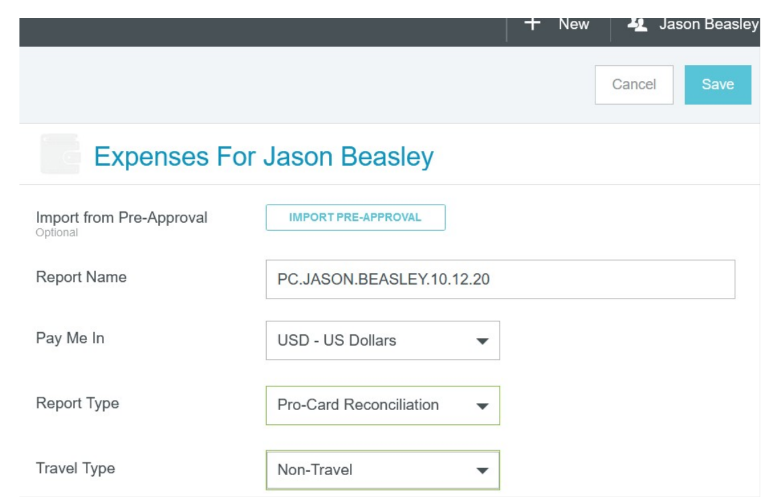 + New Jason Beasley
Cancel Save
Expenses For Jason Beasley
Import from Pre-Approval IMPORT PRE-APPROVAL
Optional
Report Name PC.JASON.BEASLEY.10.12.20
Pay Me In USD - US Dollars
Report Type Pro-Card Reconciliation
Travel Type Non-Travel